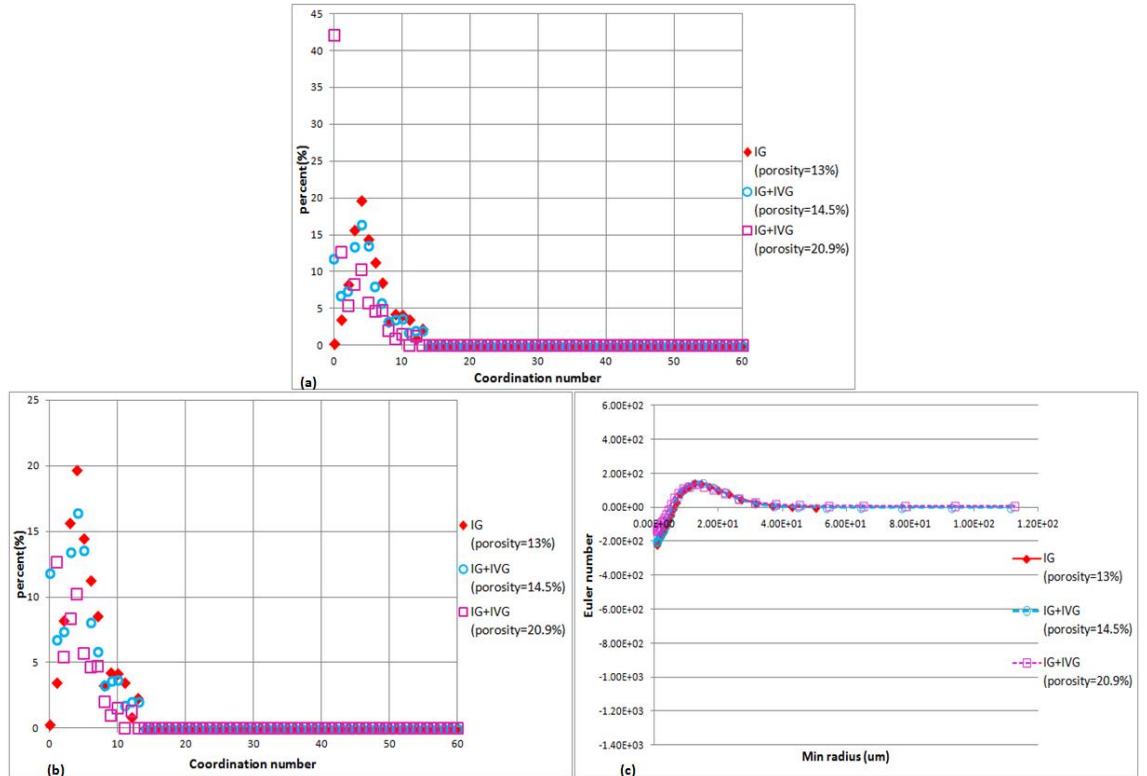 45
40
35
30
25
20
15
10
5
0
percent(%)
0 10 20 30 40 50 60
Coordination number
(a)
IG
(porosity=13%)
IG+IVG
(porosity=14.5%)
IG+IVG
(porosity=20.9%)
25
20
15
10
5
0
percent(%)
0 10 20 30 40 50 60
Coordination number
(b)
IG
(porosity=13%)
IG+IVG
(porosity=14.5%)
IG+IVG
(porosity=20.9%)
6.00E+02
4.00E+02
2.00E+02
0.00E+00
-2.00E+02
-4.00E+02
-6.00E+02
-8.00E+02
-1.00E+03
-1.20E+03
-1.40E+03
Euler number
0.00E+00 2.00E+01 4.00E+01 6.00E+01 8.00E+01 1.00E+02 1.20E+02
Min radius (um)
(c)
IG
(porosity=13%)
IG+IVG
(porosity=14.5%)
IG+IVG
(porosity=20.9%)